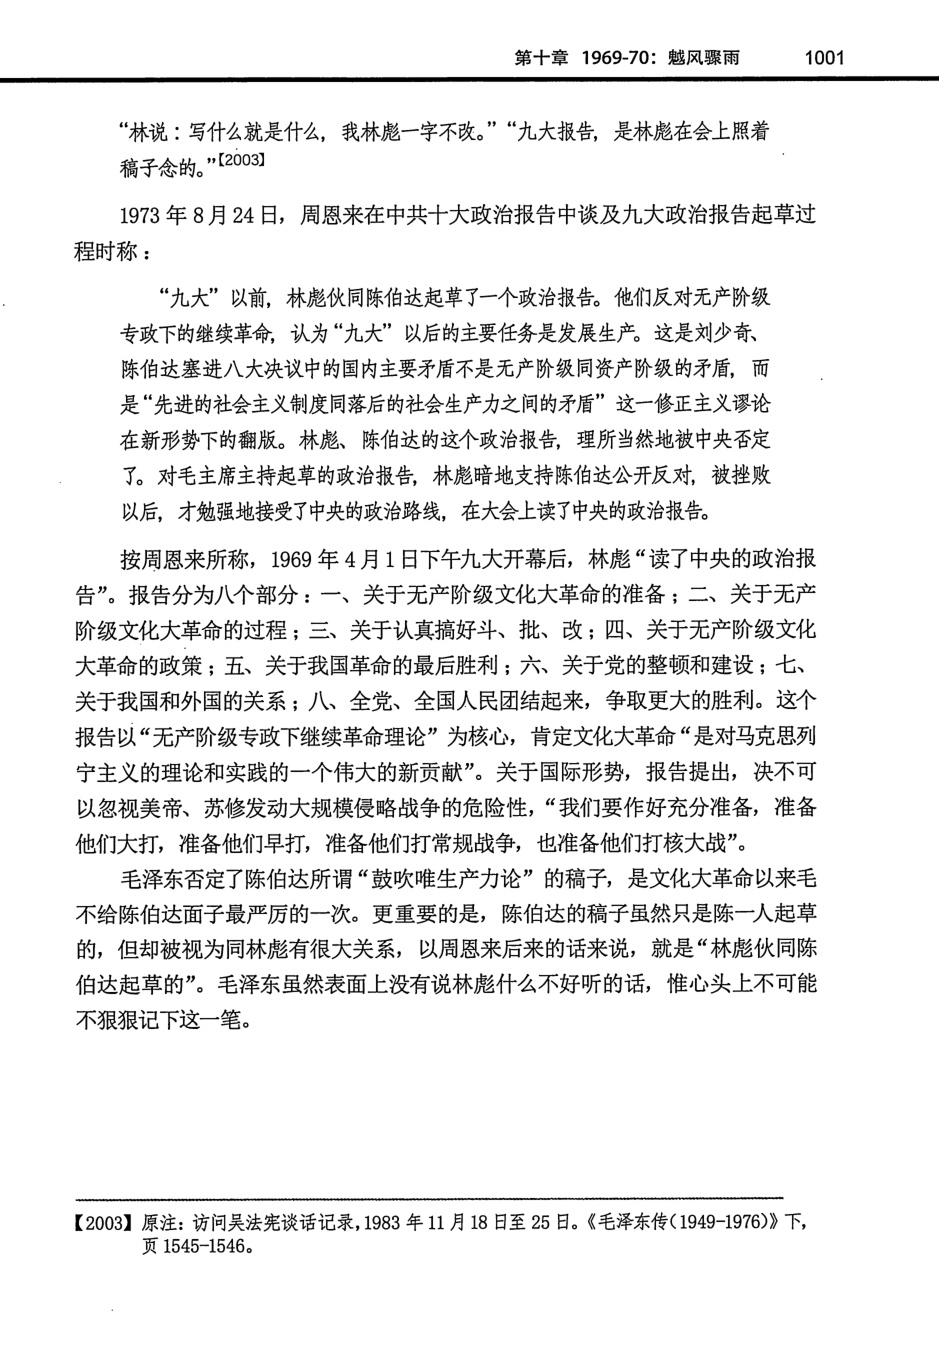 第十章 1969-70：魆风骤雨 1001
“林说：写什么就是什么，我林彪一字不改。”“九大报告，是林彪在会上照着
稿子念的。”【2003】
1973 年 8 月 24 日，周恩来在中共十大政治报告中谈及九大政治报告起草过
程时称：
“九大”以前，林彪伙同陈伯达起草了一个政治报告。他们反对无产阶级
专政下的继续革命，认为“九大”以后的主要任务是发展生产。这是刘少奇、
陈伯达塞进八大决议中的国内主要矛盾不是无产阶级同资产阶级的矛盾，而
是“先进的社会主义制度同落后的社会生产力之间的矛盾”这一修正主义谬论
在新形势下的翻版。林彪、陈伯达的这个政治报告，理所当然地被中央否定
了。对毛主席主持起草的政治报告，林彪暗地支持陈伯达公开反对，被挫败
以后，才勉强地接受了中央的政治路线，在大会上读了中央的政治报告。
按周恩来所称，1969 年 4 月 1 日下午九大开幕后，林彪“读了中央的政治报
告”。报告分为八个部分：一、关于无产阶级文化大革命的准备；二、关于无产
阶级文化大革命的过程；三、关于认真搞好斗、批、改；四、关于无产阶级文化
大革命的政策；五、关于我国革命的最后胜利；六、关于党的整顿和建设；七、
关于我国和外国的关系；八、全党、全国人民团结起来，争取更大的胜利。这个
报告以“无产阶级专政下继续革命理论”为核心，肯定文化大革命“是对马克思列
宁主义的理论和实践的一个伟大的新贡献”。关于国际形势，报告提出，决不可
以忽视美帝、苏修发动大规模侵略战争的危险性，“我们要作好充分准备，准备
他们大打，准备他们早打，准备他们打常规战争，也准备他们打核大战”。
毛泽东否定了陈伯达所谓“鼓吹唯生产力论”的稿子，是文化大革命以来毛
不给陈伯达面子最严厉的一次。更重要的是，陈伯达的稿子虽然只是陈一人起草
的，但却被视为同林彪有很大关系，以周恩来后来的话来说，就是“林彪伙同陈
伯达起草的”。毛泽东虽然表面上没有说林彪什么不好听的话，惟心头上不可能
不狠狠记下这一笔。
【2003】原注：访问吴法宪谈话记录，1983 年 11 月 18 日至 25 日。《毛泽东传（1949-1976）》下，
页 1545-1546。